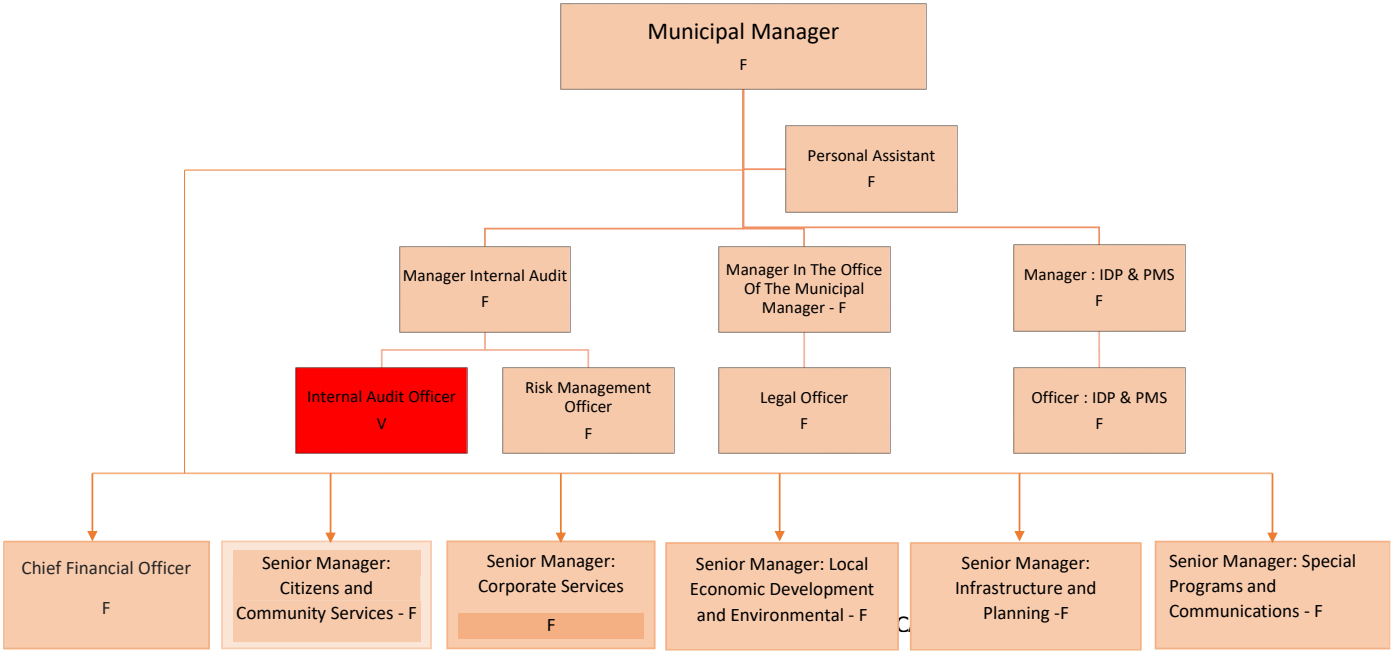 Municipal Manager
F
Personal Assistant
F
Manager Internal Audit
F
Manager In The Office
Of The Municipal
Manager - F
Manager : IDP & PMS
F
Internal Audit Officer
V
Risk Management
Officer
F
Legal Officer
F
Officer : IDP & PMS
F
Chief Financial Officer
F
Senior Manager:
Citizens and
Community Services - F
Senior Manager:
Corporate Services
F
Senior Manager: Local
Economic Development
and Environmental - F
Senior Manager:
Infrastructure and
Planning -F
Senior Manager: Special
Programs and
Communications - F